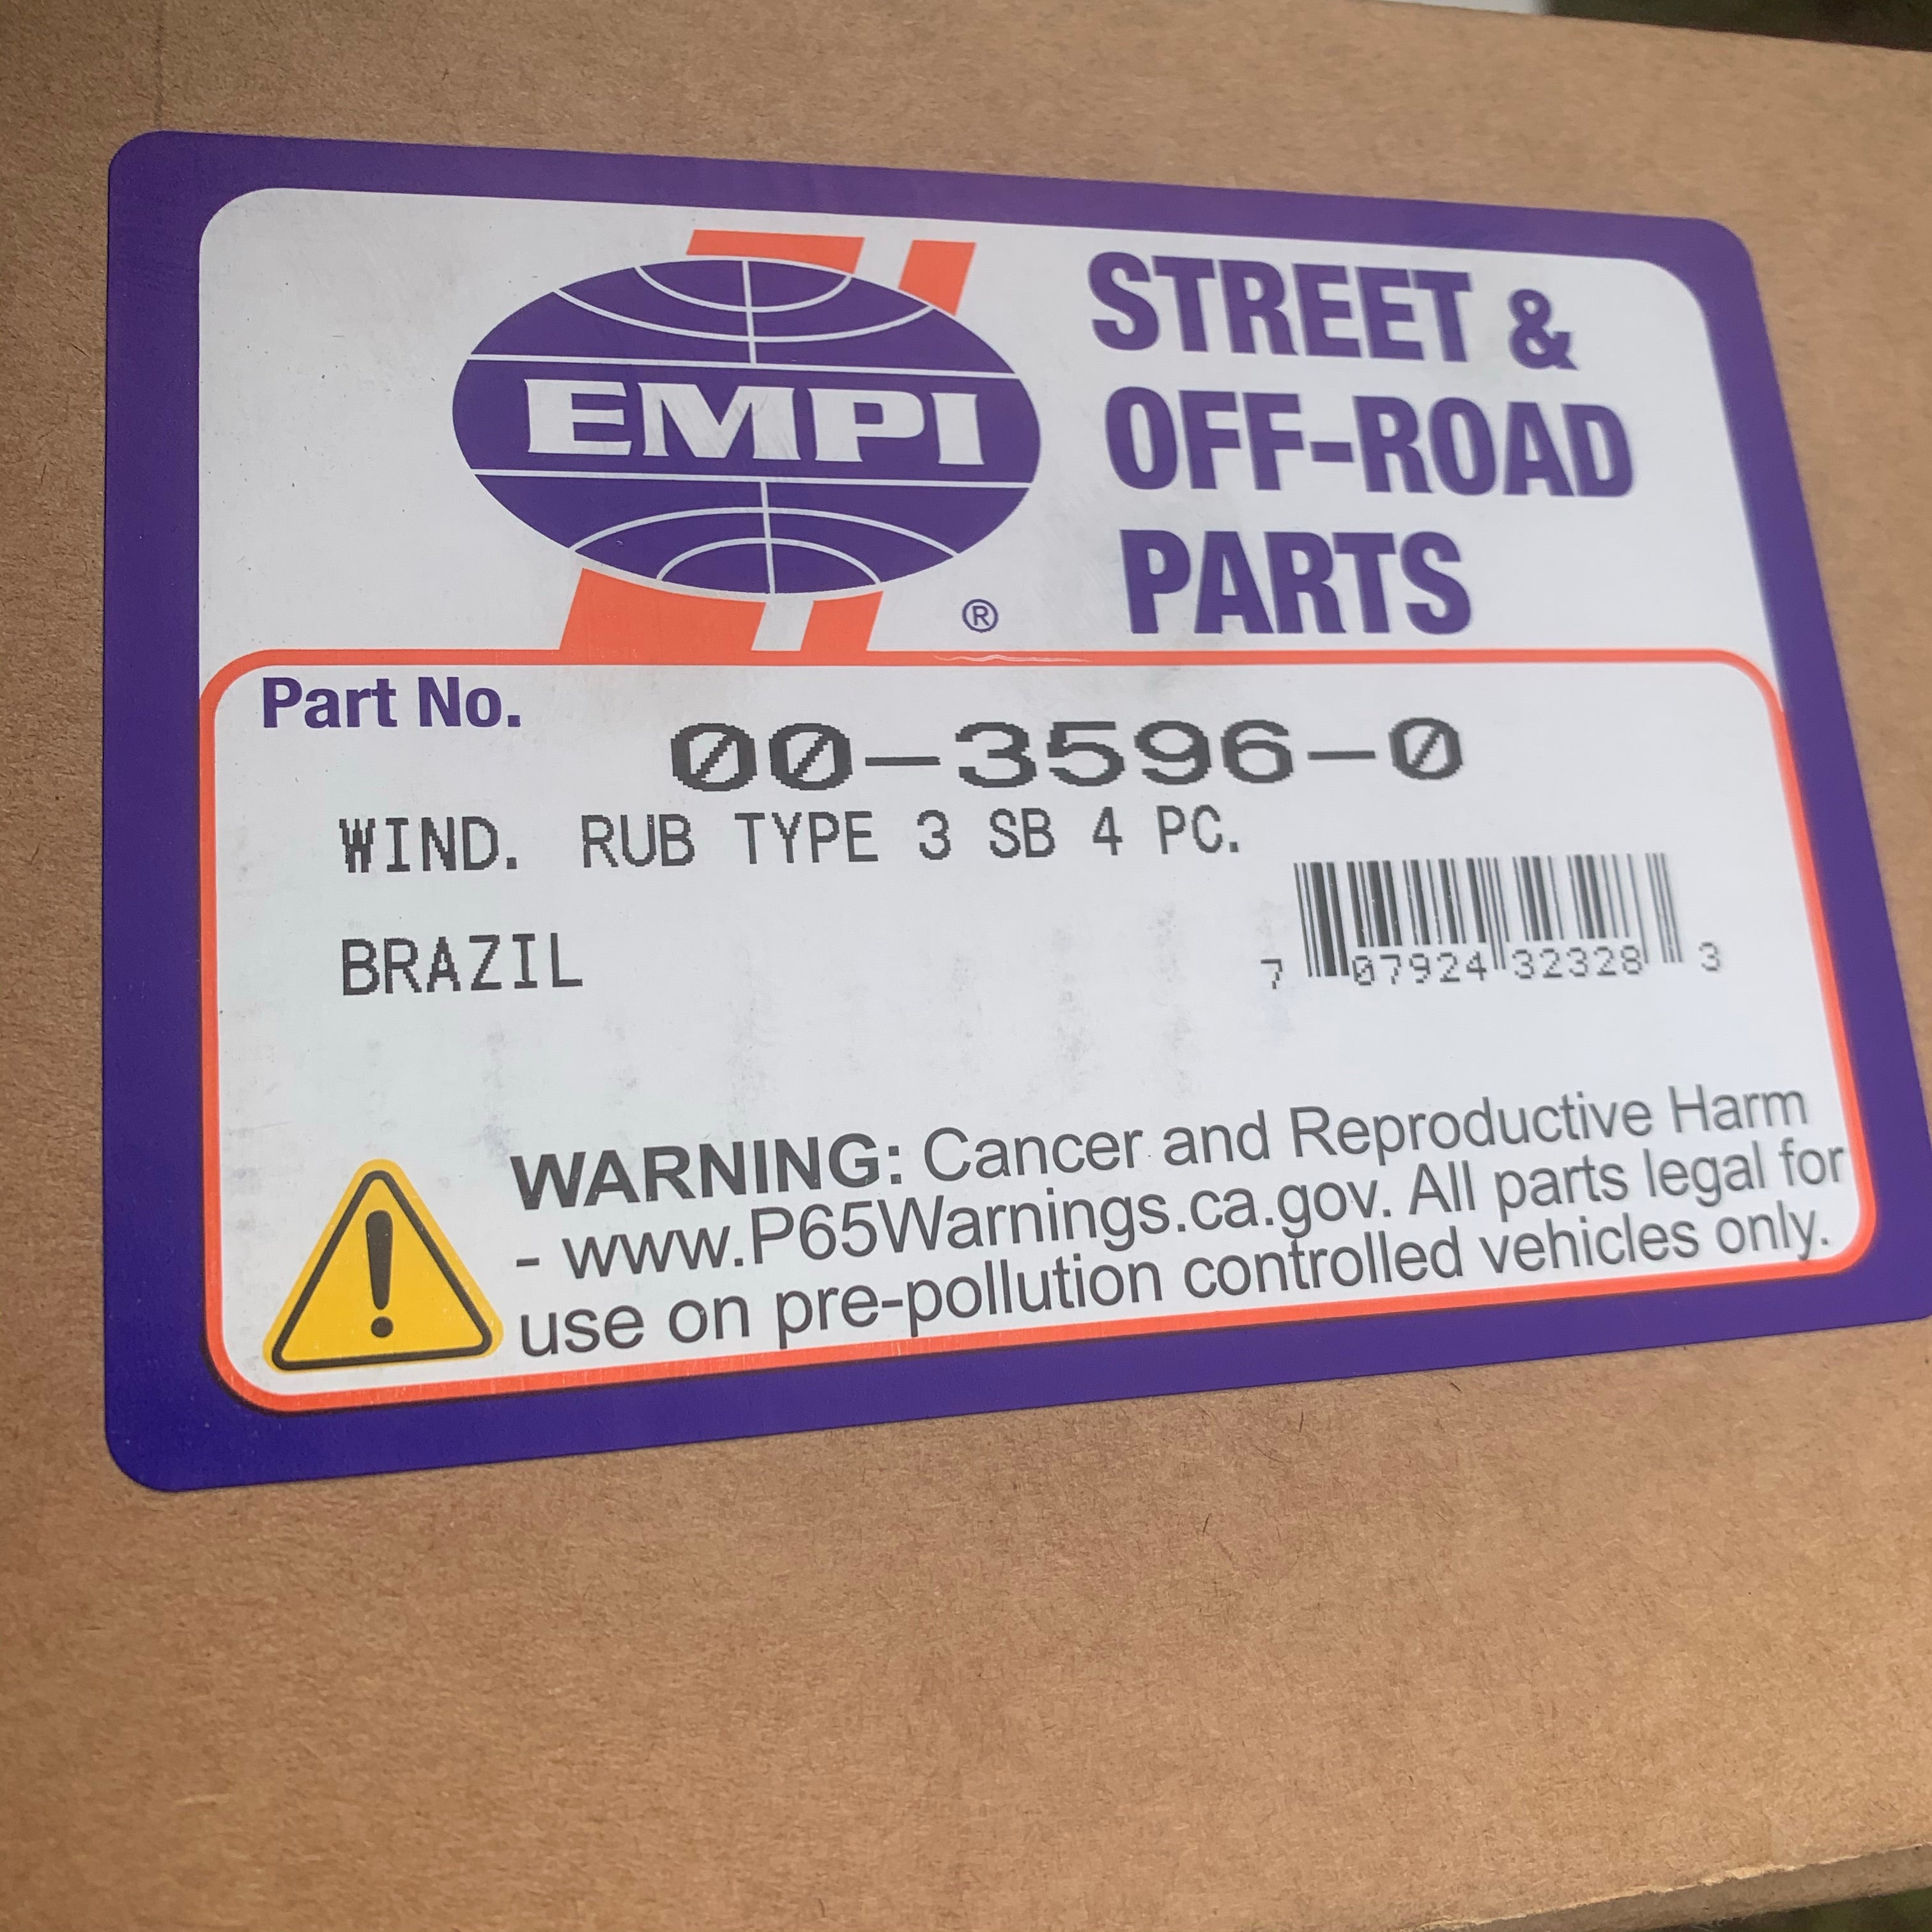 EMPI
®
STREET &
OFF-ROAD
PARTS
Part No.
00-3596-0
WIND. RUB TYPE 3 SB 4 PC.
BRAZIL
7 07924 32328 3
WARNING: Cancer and Reproductive Harm
- www.P65Warnings.ca.gov. All parts legal for
use on pre-pollution controlled vehicles only.